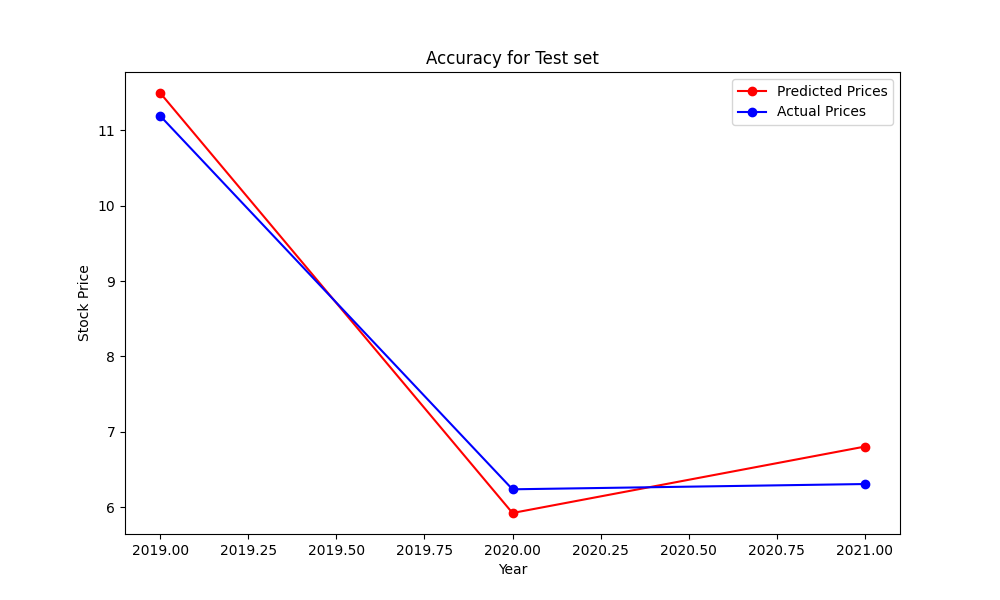 Accuracy for Test set
Predicted Prices
Actual Prices
Stock Price
11
10
9
8
7
6
2019.00 2019.25 2019.50 2019.75 2020.00 2020.25 2020.50 2020.75 2021.00
Year